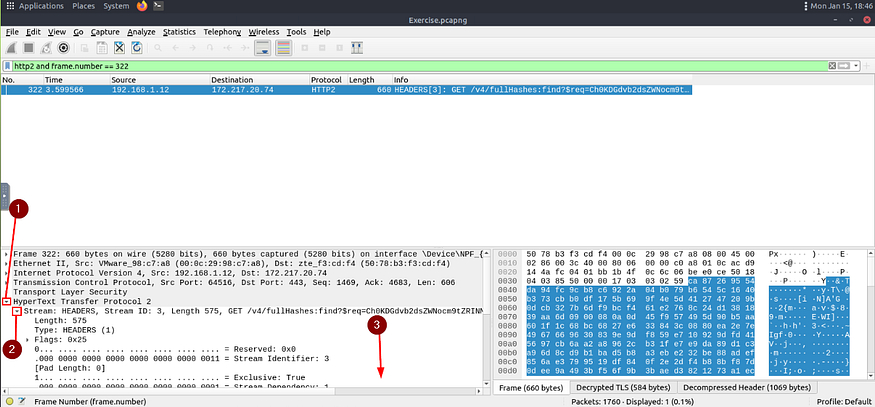 Applications Places System Mon Jan 15, 18:46
Exercise.pcapng
File Edit View Go Capture Analyze Statistics Telephony Wireless Tools Help
http2 and frame.number == 322
No. Time Source Destination Protocol Length Info
322 3.599566 192.168.1.12 172.217.20.74 HTTP2 660 HEADERS[3]: GET /v4/fullHashes:find?$req=Ch0KDGdvb2dsZWNocm9t…
1
Frame 322: 660 bytes on wire (5280 bits), 660 bytes captured (5280 bits) on interface \Device\NPF_{
Ethernet II, Src: VMware_98:c7:a8 (00:0c:29:98:c7:a8), Dst: zte_f3:cd:f4 (50:78:b3:f3:cd:f4)
Internet Protocol Version 4, Src: 192.168.1.12, Dst: 172.217.20.74
Transmission Control Protocol, Src Port: 64516, Dst Port: 443, Seq: 1469, Ack: 4683, Len: 606
Transport Layer Security
HyperText Transfer Protocol 2
Stream: HEADERS, Stream ID: 3, Length 575, GET /v4/fullHashes:find?$req=Ch0KDGdvb2dsZWNocm9tZRINN
Length: 575
3
Type: HEADERS (1)
2
Flags: 0x25
0... .... .... .... .... .... .... .... = Reserved: 0x0
.000 0000 0000 0000 0000 0000 0000 0011 = Stream Identifier: 3
[Pad Length: 0]
1... .... .... .... .... .... .... .... = Exclusive: True
.000 0000 0000 0000 0000 0000 0000 0001 = Stream Dependency: 1
0000 50 78 b3 f3 cd f4 00 0c 29 98 c7 a8 08 00 45 00
0010 02 86 00 3c 40 00 80 06 00 00 c0 a8 01 0c ac d9
0020 14 4a fc 04 01 bb 1b 4f 0c 6c 06 be e0 ce 50 18
0030 04 03 85 50 00 00 17 03 03 02 59 ca 87 26 95 54
0040 da 94 fc 9c b8 c6 92 2a 04 b0 79 b6 54 5c 16 40
0050 b3 73 cb b0 df 17 5b 69 9f 4e 5d 41 27 47 20 9b
0060 0d cb 32 7b 6d f9 bc f4 61 e2 76 8c 24 d1 38 18
0070 39 aa 6d 09 00 08 0a 0d 45 f9 57 49 5d 90 b5 aa
0080 60 1f 1c 68 bc 68 27 e6 33 84 3c 08 80 ea 2e 7e
0090 49 67 66 96 30 83 9e 9d f8 59 e7 10 92 9d fd 41
00a0 56 97 cb 6a a2 a8 96 2c b3 1f e7 e9 da 89 d1 c3
00b0 a9 6d 8c d9 b1 ba d5 b8 a3 eb e2 32 be 88 ad ef
00c0 85 6a e3 79 95 19 df 84 0f 2e 2d f4 b8 8b f8 7d
00d0 0d ee 9a 49 3b f5 6f 9b 3b ae d3 82 12 73 a1 ec
Frame (660 bytes) Decrypted TLS (584 bytes) Decompressed Header (1069 bytes)
Frame Number (frame.number) Packets: 1760 · Displayed: 1 (0.1%) Profile: Default